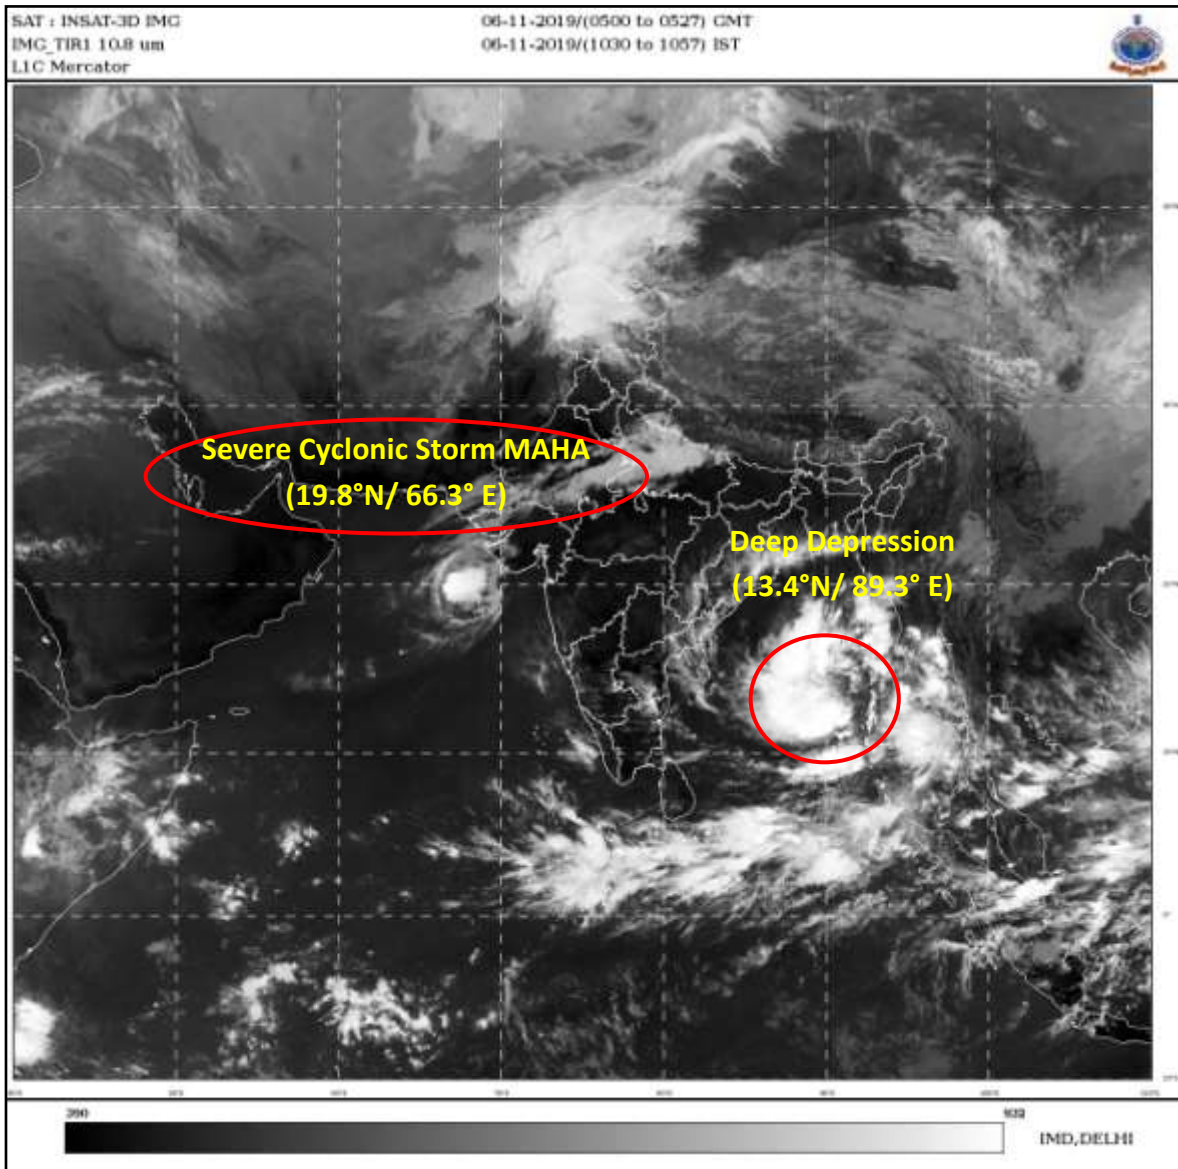 SAT : INSAT-3D IMG
06-11-2019/(0500 to 0527) GMT
IMG_TIR1 10.8 um
06-11-2019/(1030 to 1057) IST
L1C Mercator
Severe Cyclonic Storm MAHA
(19.8°N/ 66.3° E)
Deep Depression
(13.4°N/ 89.3° E)
IMD,DELHI